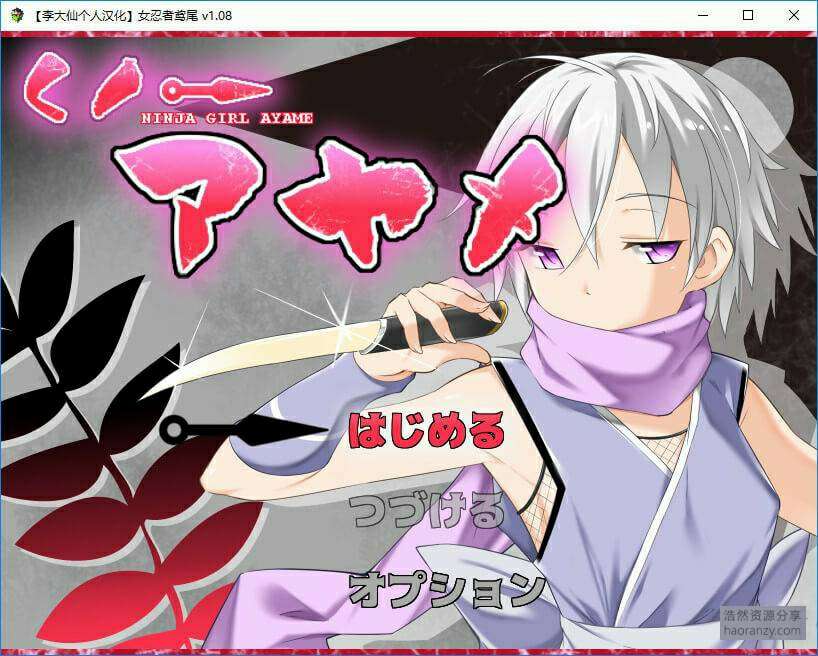 【李大仙个人汉化】女忍者鸢尾 v1.08
くノ一
NINJA GIRL AYAME
アヤメ
はじめる
つづける
オプション
浩然资源分享
haoranzy.com